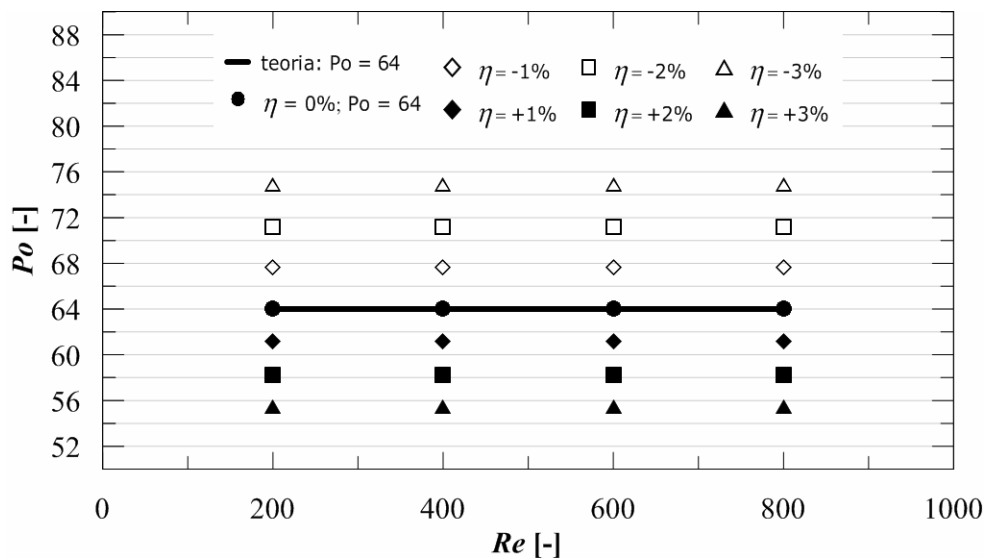 88
84
80
76
72
68
64
60
56
52
Po [-]
teoria: Po = 64
η = 0%; Po = 64
η = -1%
η = +1%
η = -2%
η = +2%
η = -3%
η = +3%
0 200 400 600 800 1000
Re [-]